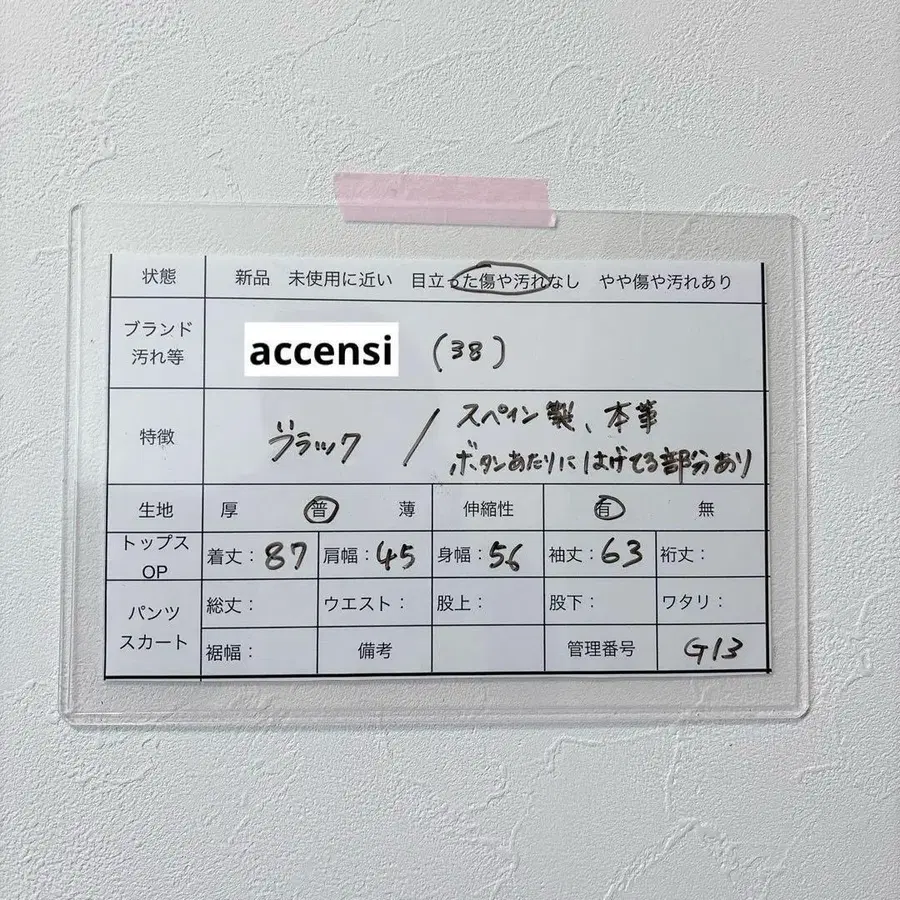 状態 新品 未使用に近い 目立った傷や汚れなし やや傷や汚れあり
ブランド
汚れ等
accensi (38)
特徴
ブラック / スペイン製、本革
ボタンあたりにはげてる部分あり
生地 厚 普 薄 伸縮性 有 無
トップス
OP
着丈：87 肩幅：45 身幅：56 袖丈：63 裄丈：
パンツ
スカート
総丈： ウエスト： 股上： 股下： ワタリ：
裾幅： 備考 管理番号 G13